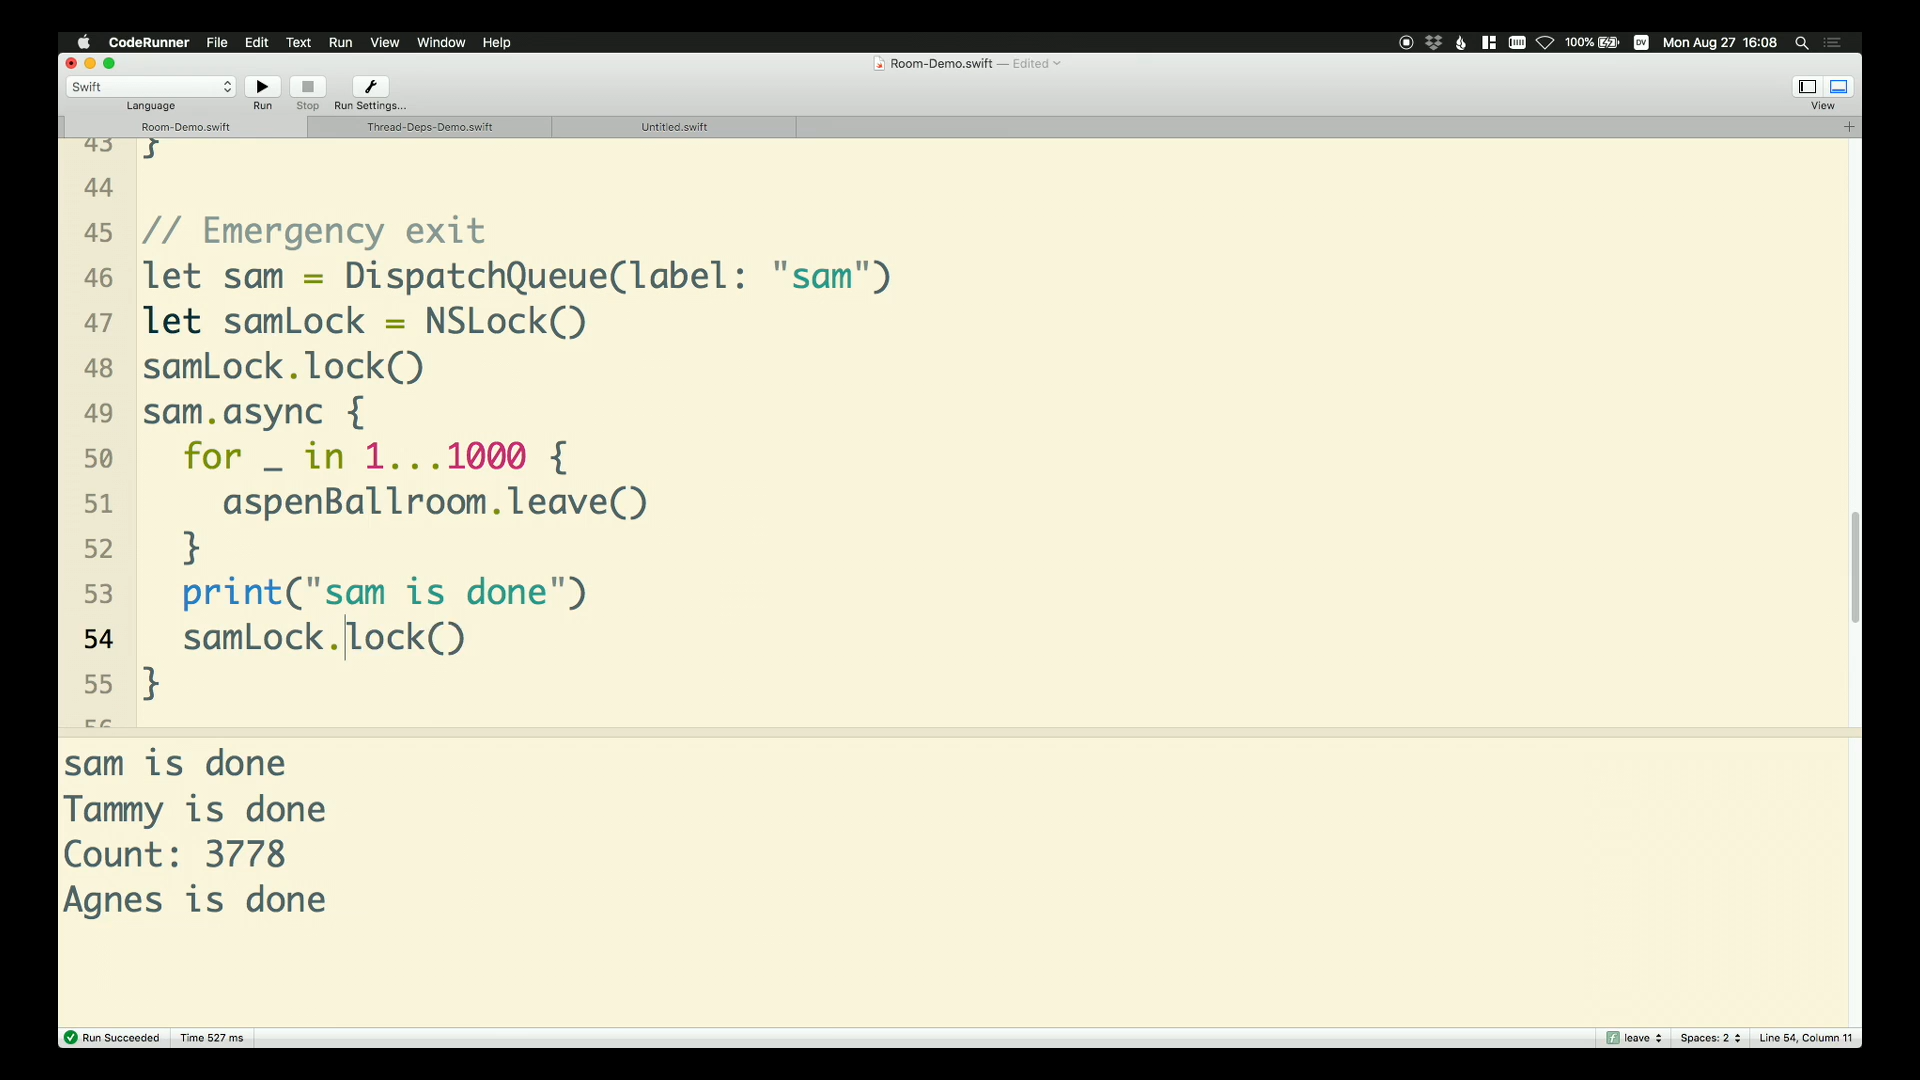 CodeRunner File Edit Text Run View Window Help 100% DV Mon Aug 27 16:08
Room-Demo.swift — Edited
Swift
Language Run Stop Run Settings... View
Room-Demo.swift Thread-Deps-Demo.swift Untitled.swift
43 }
44
45 // Emergency exit
46 let sam = DispatchQueue(label: "sam")
47 let samLock = NSLock()
48 samLock.lock()
49 sam.async {
50 for _ in 1...1000 {
51 aspenBallroom.leave()
52 }
53 print("sam is done")
54 samLock.lock()
55 }
56
sam is done
Tammy is done
Count: 3778
Agnes is done
Run Succeeded Time 527 ms leave Spaces: 2 Line 54, Column 11